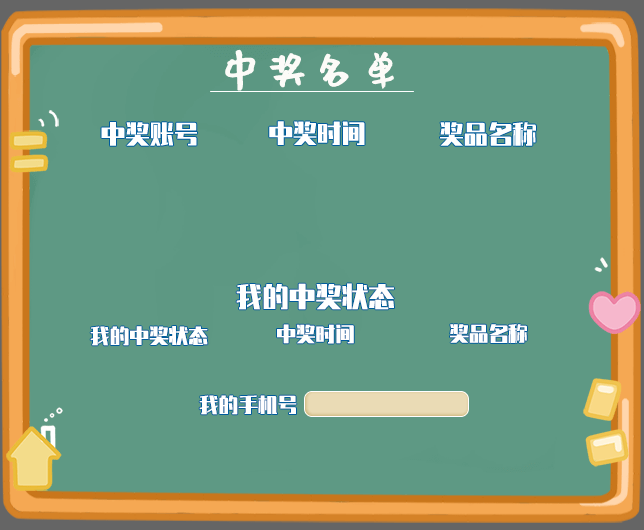 中奖名单
中奖账号 中奖时间 奖品名称
我的中奖状态
我的中奖状态 中奖时间 奖品名称
我的手机号